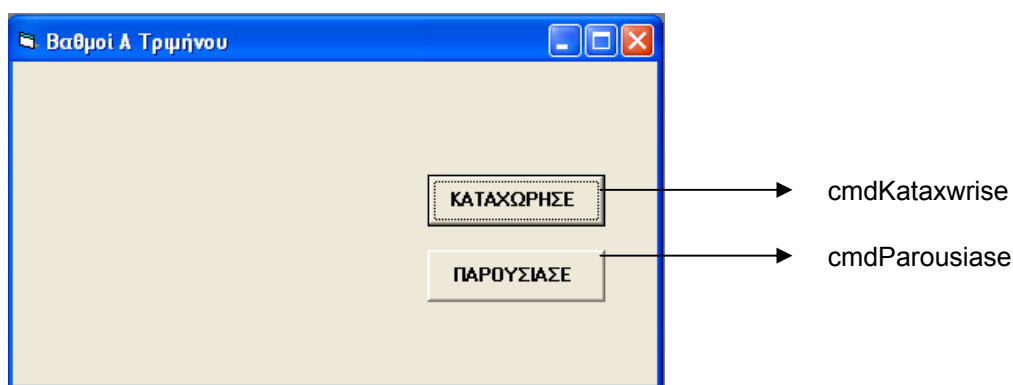 Βαθμοί Α Τριμήνου
ΚΑΤΑΧΩΡΗΣΕ
cmdKataxwrise
ΠΑΡΟΥΣΙΑΣΕ
cmdParousiase